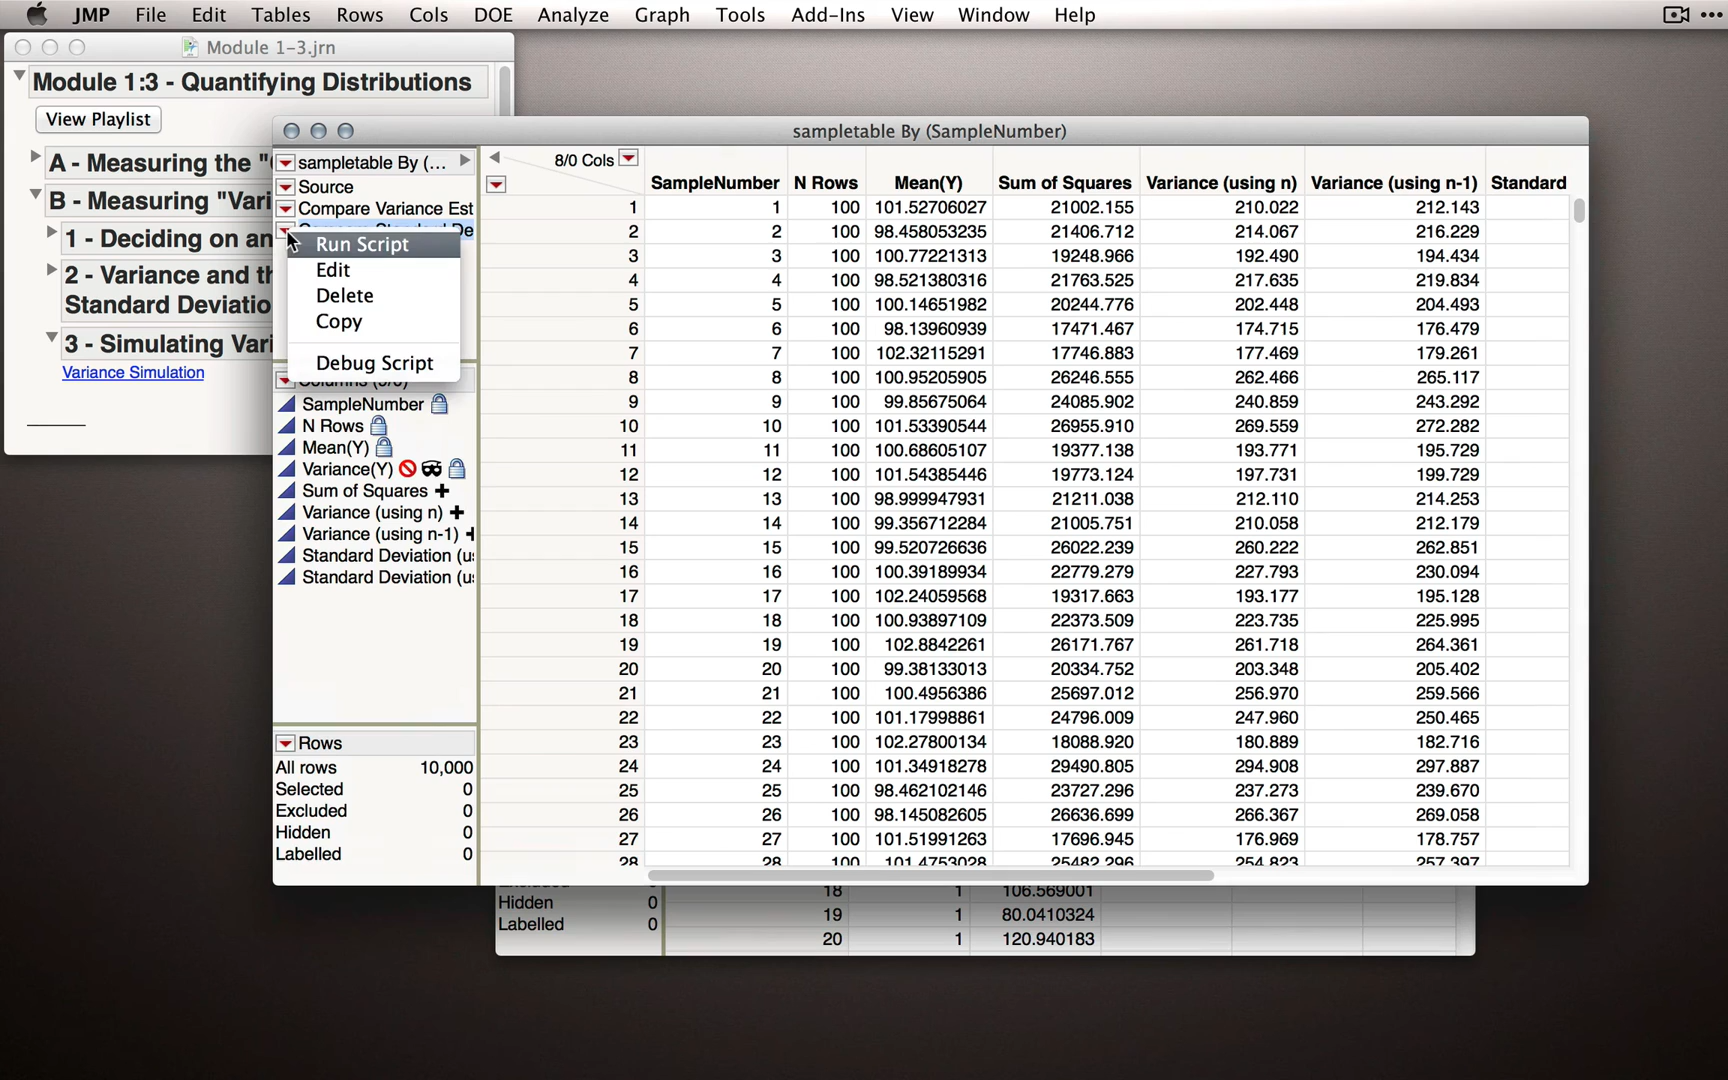 JMP File Edit Tables Rows Cols DOE Analyze Graph Tools Add-Ins View Window Help
Module 1-3.jrn
Module 1:3 - Quantifying Distributions
View Playlist
A - Measuring the
B - Measuring "Vari
1 - Deciding on an
2 - Variance and th
Standard Deviatio
3 - Simulating Vari
Variance Simulation
sampletable By (SampleNumber)
sampletable By (...
Source
Compare Variance Est
Run Script
Edit
Delete
Copy
Debug Script
SampleNumber
N Rows
Mean(Y)
Variance(Y)
Sum of Squares
Variance (using n)
Variance (using n-1)
Standard Deviation (u
Standard Deviation (u
Rows
All rows 10,000
Selected 0
Excluded 0
Hidden 0
Labelled 0
8/0 Cols
SampleNumber N Rows Mean(Y) Sum of Squares Variance (using n) Variance (using n-1) Standard
1 1 100 101.52706027 21002.155 210.022 212.143
2 2 100 98.458053235 21406.712 214.067 216.229
3 3 100 100.77221313 19248.966 192.490 194.434
4 4 100 98.521380316 21763.525 217.635 219.834
5 5 100 100.14651982 20244.776 202.448 204.493
6 6 100 98.13960939 17471.467 174.715 176.479
7 7 100 102.32115291 17746.883 177.469 179.261
8 8 100 100.95205905 26246.555 262.466 265.117
9 9 100 99.85675064 24085.902 240.859 243.292
10 10 100 101.53390544 26955.910 269.559 272.282
11 11 100 100.68605107 19377.138 193.771 195.729
12 12 100 101.54385446 19773.124 197.731 199.729
13 13 100 98.999947931 21211.038 212.110 214.253
14 14 100 99.356712284 21005.751 210.058 212.179
15 15 100 99.520726636 26022.239 260.222 262.851
16 16 100 100.39189934 22779.279 227.793 230.094
17 17 100 102.24059568 19317.663 193.177 195.128
18 18 100 100.93897109 22373.509 223.735 225.995
19 19 100 102.8842261 26171.767 261.718 264.361
20 20 100 99.38133013 20334.752 203.348 205.402
21 21 100 100.4956386 25697.012 256.970 259.566
22 22 100 101.17998861 24796.009 247.960 250.465
23 23 100 102.27800134 18088.920 180.889 182.716
24 24 100 101.34918278 29490.805 294.908 297.887
25 25 100 98.462102146 23727.296 237.273 239.670
26 26 100 98.145082605 26636.699 266.367 269.058
27 27 100 101.51991263 17696.945 176.969 178.757
28 28 100 101.4753028 25482.296 254.823 257.397
Hidden 0
Labelled 0
18 1 106.569001
19 1 80.0410324
20 1 120.940183